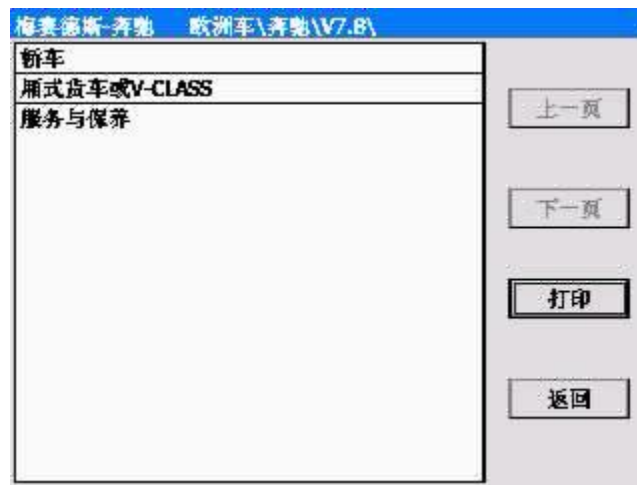 梅赛德斯-奔驰 欧洲车\奔驰\V7.8\
轿车
厢式货车或V-CLASS
服务与保养
上一页
下一页
打印
返回